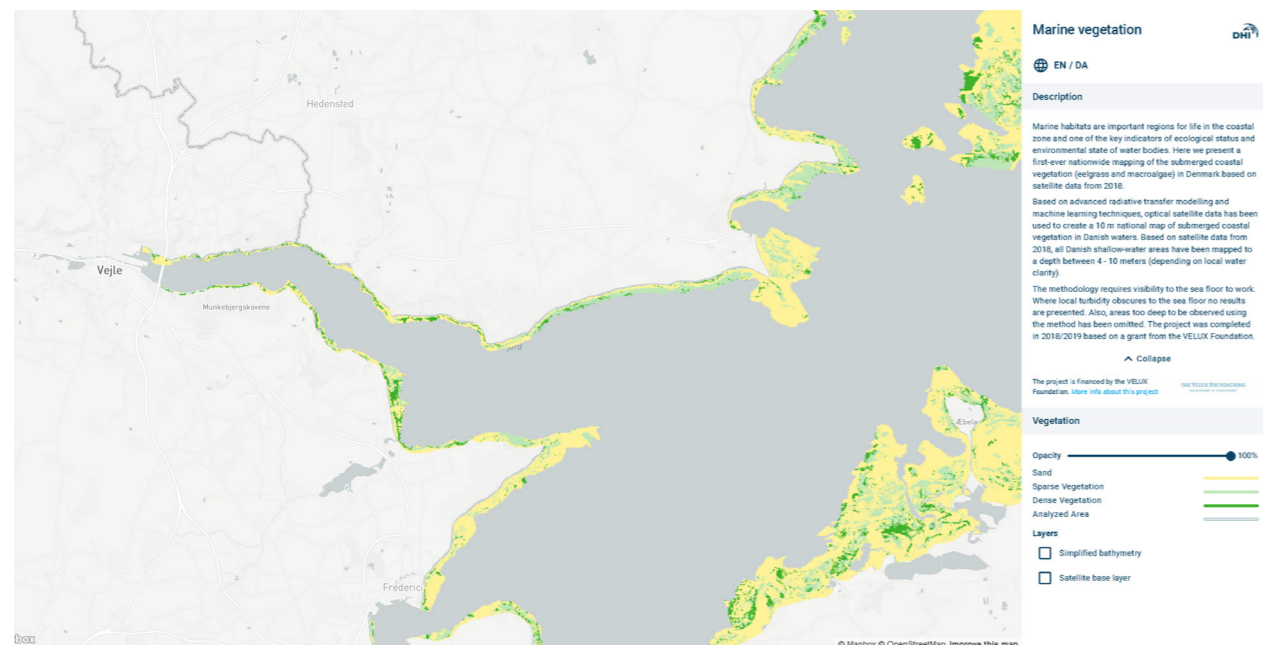 Hedensted
Vejle
Munkebjergskovene
jord
Æbelø
Frederici
box
© Mapbox © OpenStreetMap Improve this map
Marine vegetation
DHI
EN / DA
Description
Marine habitats are important regions for life in the coastal
zone and one of the key indicators of ecological status and
environmental state of water bodies. Here we present a
first-ever nationwide mapping of the submerged coastal
vegetation (eelgrass and macroalgae) in Denmark based on
satellite data from 2018.
Based on advanced radiative transfer modelling and
machine learning techniques, optical satellite data has been
used to create a 10 m national map of submerged coastal
vegetation in Danish waters. Based on satellite data from
2018, all Danish shallow-water areas have been mapped to
a depth between 4 - 10 meters (depending on local water
clarity).
The methodology requires visibility to the sea floor to work.
Where local turbidity obscures to the sea floor no results
are presented. Also, areas too deep to be observed using
the method has been omitted. The project was completed
in 2018/2019 based on a grant from the VELUX Foundation.
Collapse
The project is financed by the VELUX
Foundation. More info about this project
THE VELUX FOUNDATIONS
Vegetation
Opacity 100%
Sand
Sparse Vegetation
Dense Vegetation
Analyzed Area
Layers
Simplified bathymetry
Satellite base layer